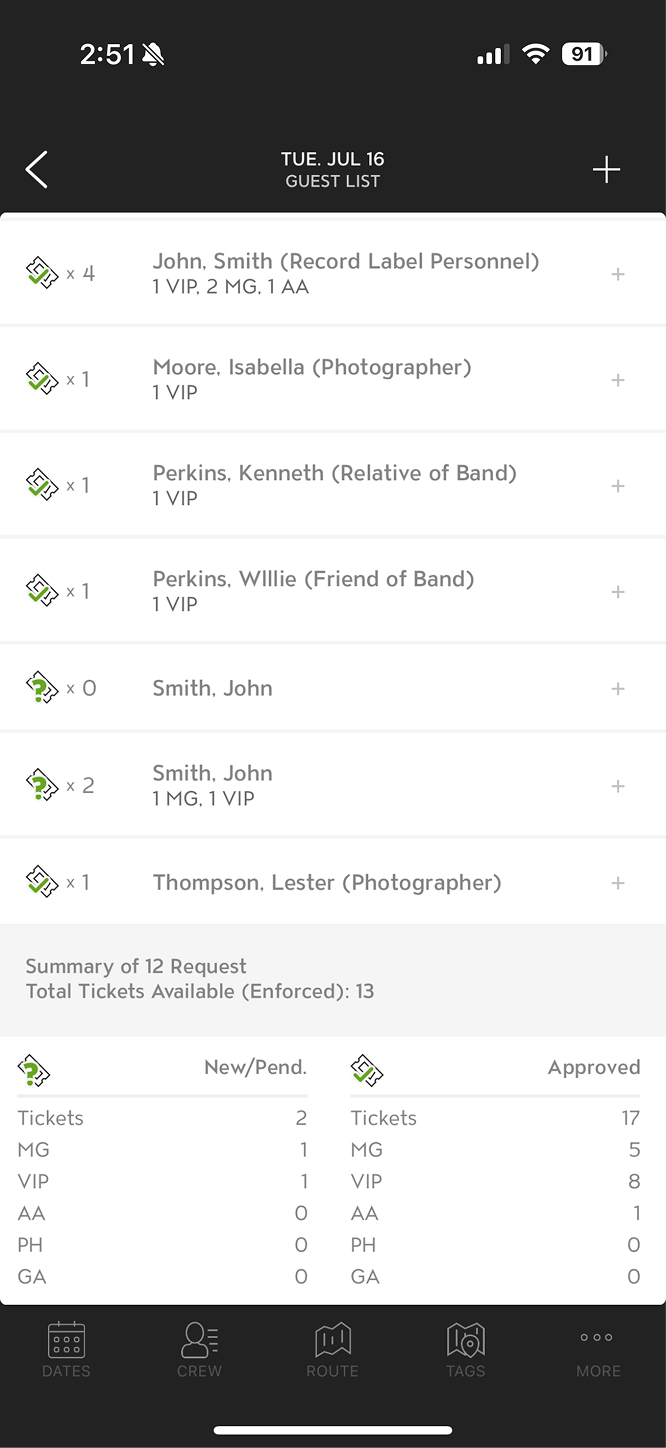 2:51
91
TUE. JUL 16
GUEST LIST
x 4
John, Smith (Record Label Personnel)
1 VIP, 2 MG, 1 AA
+
x 1
Moore, Isabella (Photographer)
1 VIP
+
x 1
Perkins, Kenneth (Relative of Band)
1 VIP
+
x 1
Perkins, WIllie (Friend of Band)
1 VIP
+
? x 0
Smith, John
+
? x 2
Smith, John
1 MG, 1 VIP
+
x 1
Thompson, Lester (Photographer)
+
Summary of 12 Request
Total Tickets Available (Enforced): 13
? New/Pend.
Tickets 2
MG 1
VIP 1
AA 0
PH 0
GA 0
Approved
Tickets 17
MG 5
VIP 8
AA 1
PH 0
GA 0
DATES
CREW
ROUTE
TAGS
MORE